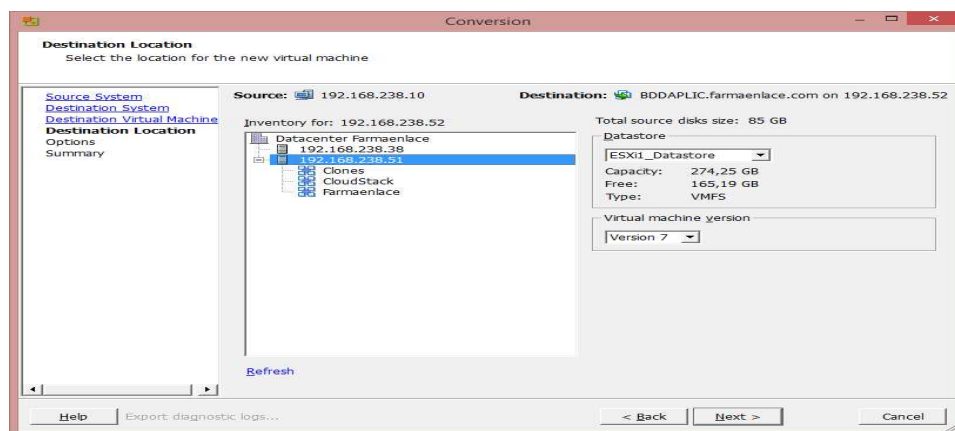 Conversion
Destination Location
Select the location for the new virtual machine
Source System
Destination System
Destination Virtual Machine
Destination Location
Options
Summary
Source: 192.168.238.10
Destination: BDDAPLIC.farmaenlace.com on 192.168.238.52
Inventory for: 192.168.238.52
Datacenter Farmaenlace
192.168.238.38
192.168.238.51
Clones
CloudStack
Farmaenlace
Refresh
Total source disks size: 85 GB
Datastore
ESXi1_Datastore
Capacity: 274,25 GB
Free: 165,19 GB
Type: VMFS
Virtual machine version
Version 7
Help
Export diagnostic logs...
< Back
Next >
Cancel